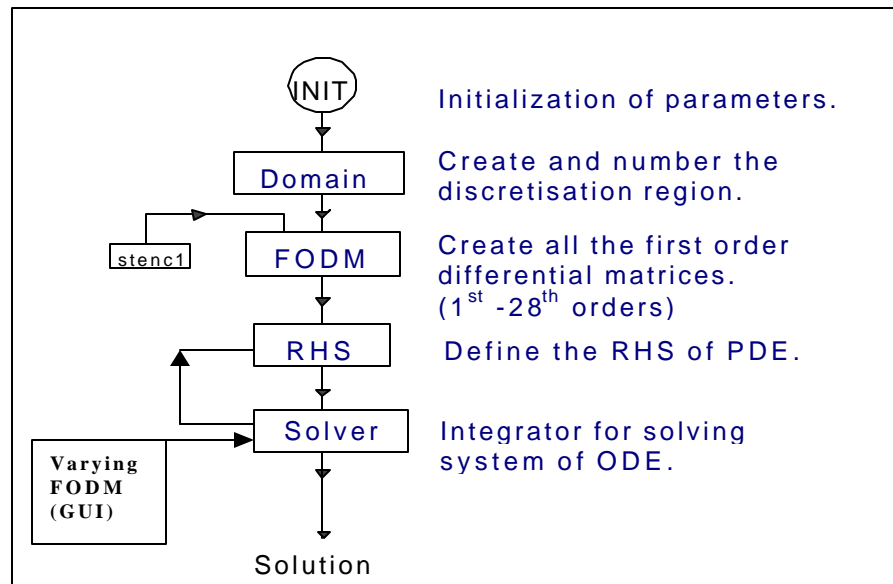 INIT
Initialization of parameters.
Domain
Create and number the
discretisation region.
stenc1
FODM
Create all the first order
differential matrices.
(1st -28th orders)
RHS
Define the RHS of PDE.
Solver
Integrator for solving
system of ODE.
Varying
FODM
(GUI)
Solution